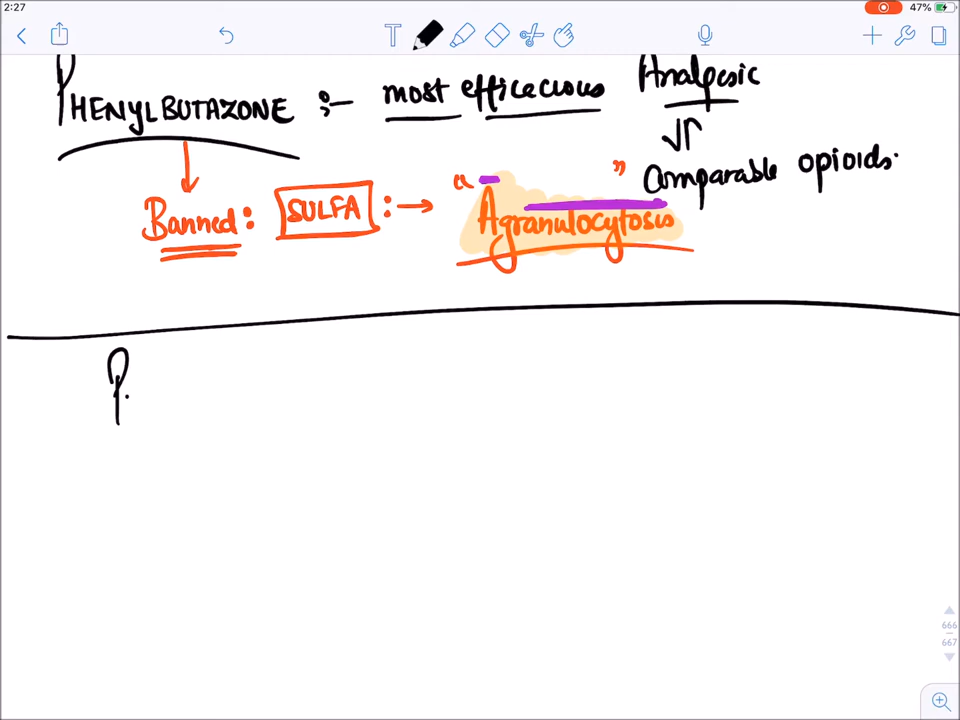 2:27
47%
PHENYLBUTAZONE :- most efficacious Analgesic
Comparable opioids.
Banned: SULFA :→ "Agranulocytosis"
P.
666
667